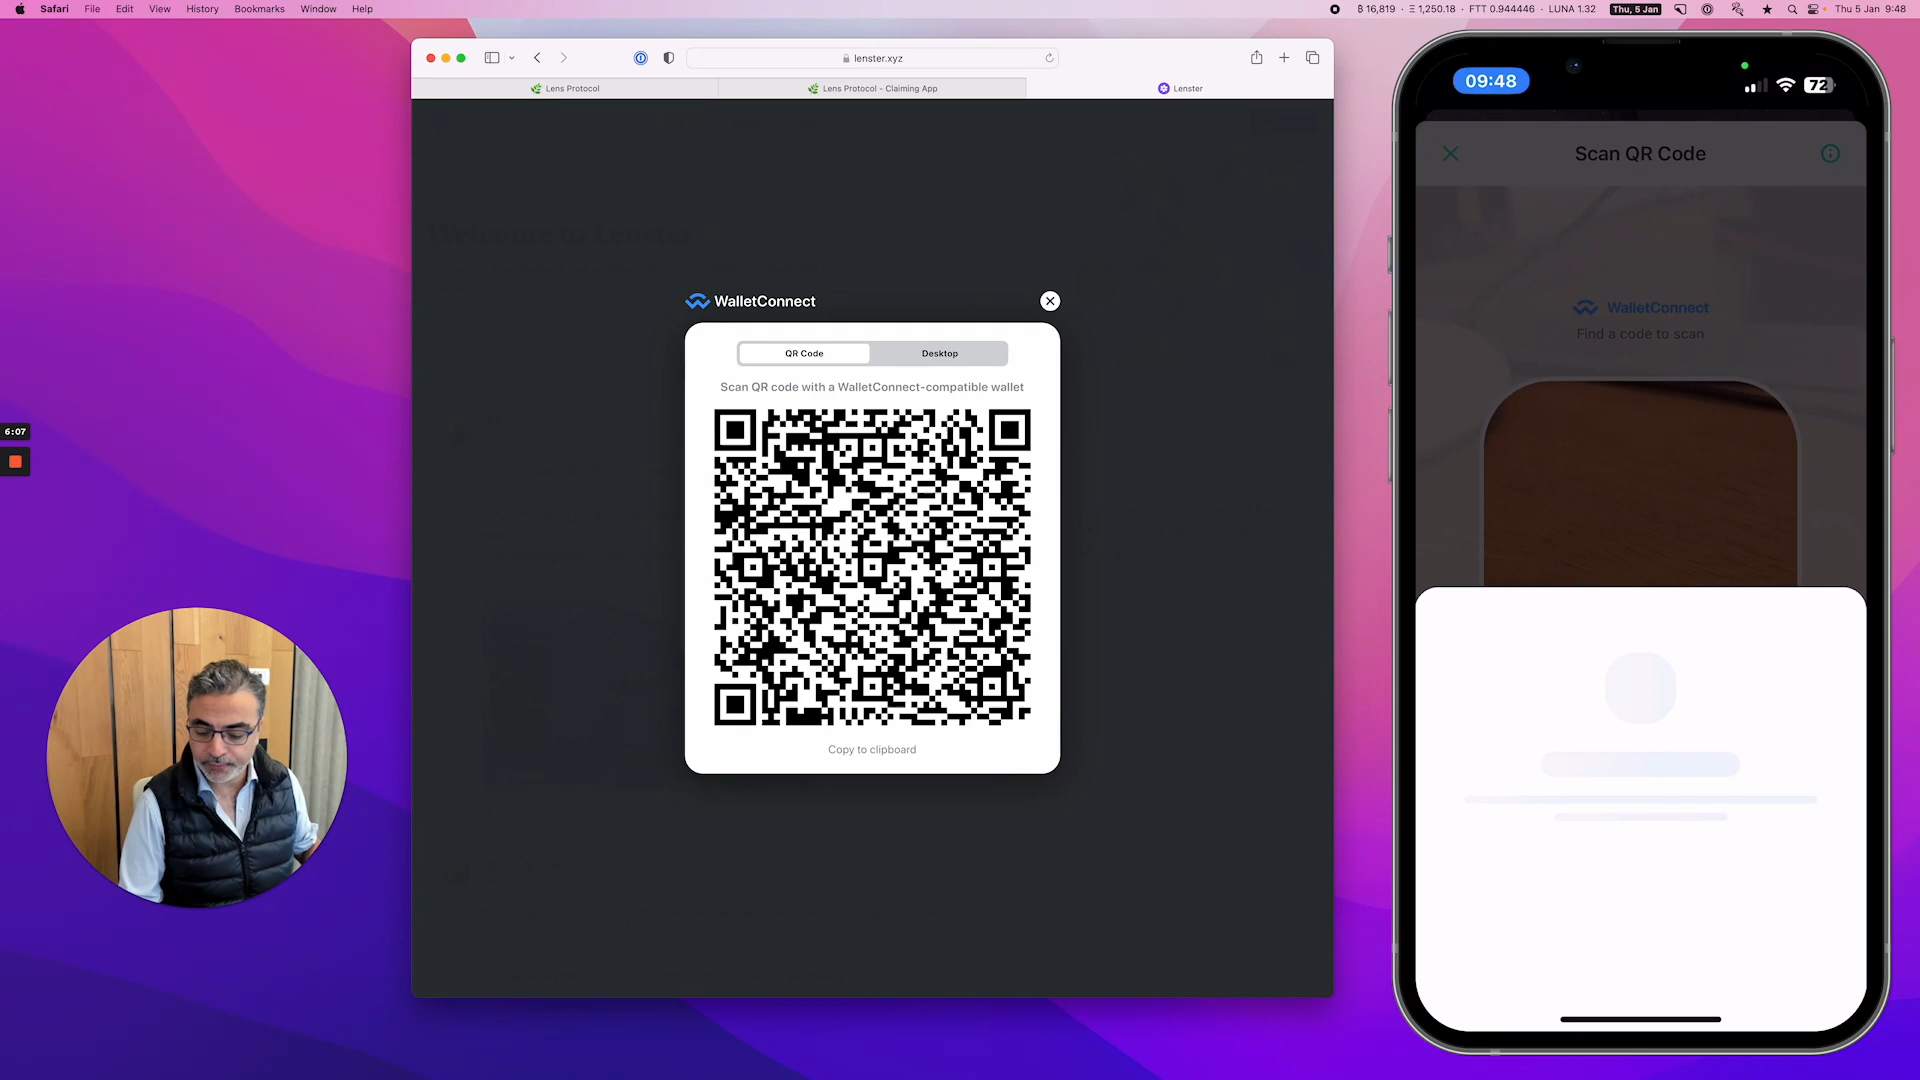 Safari File Edit View History Bookmarks Window Help
฿ 16,819 · Ξ 1,250.18 · FTT 0.944446 · LUNA 1.32
Thu, 5 Jan
Thu 5 Jan 9:48
lenster.xyz
Lens Protocol
Lens Protocol - Claiming App
Lenster
09:48
72
Scan QR Code
Welcome to Lenster
WalletConnect
WalletConnect
Find a code to scan
QR Code
Desktop
Scan QR code with a WalletConnect-compatible wallet
6:07
Copy to clipboard